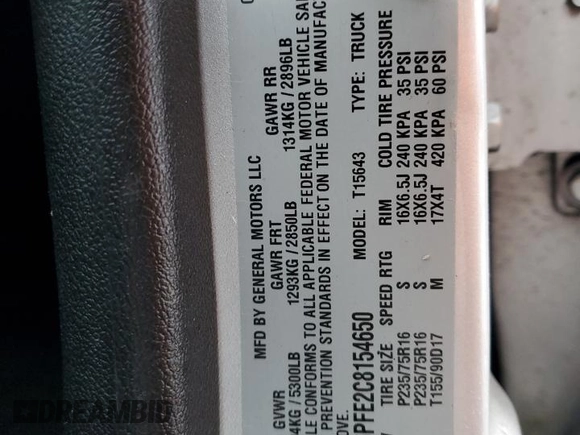 MFD BY GENERAL MOTORS LLC
GVWR GAWR FRT GAWR RR
4KG / 5300LB 1293KG / 2850LB 1314KG / 2896LB
LE CONFORMS TO ALL APPLICABLE FEDERAL MOTOR VEHICLE SA
PREVENTION STANDARDS IN EFFECT ON THE DATE OF MANUFAC
OVE.
PFE2C8154650 MODEL: T15643 TYPE: TRUCK
TIRE SIZE SPEED RTG RIM COLD TIRE PRESSURE
P235/75R16 S 16X6.5J 240 KPA 35 PSI
P235/75R16 S 16X6.5J 240 KPA 35 PSI
T155/90D17 M 17X4T 420 KPA 60 PSI
DREAMBID